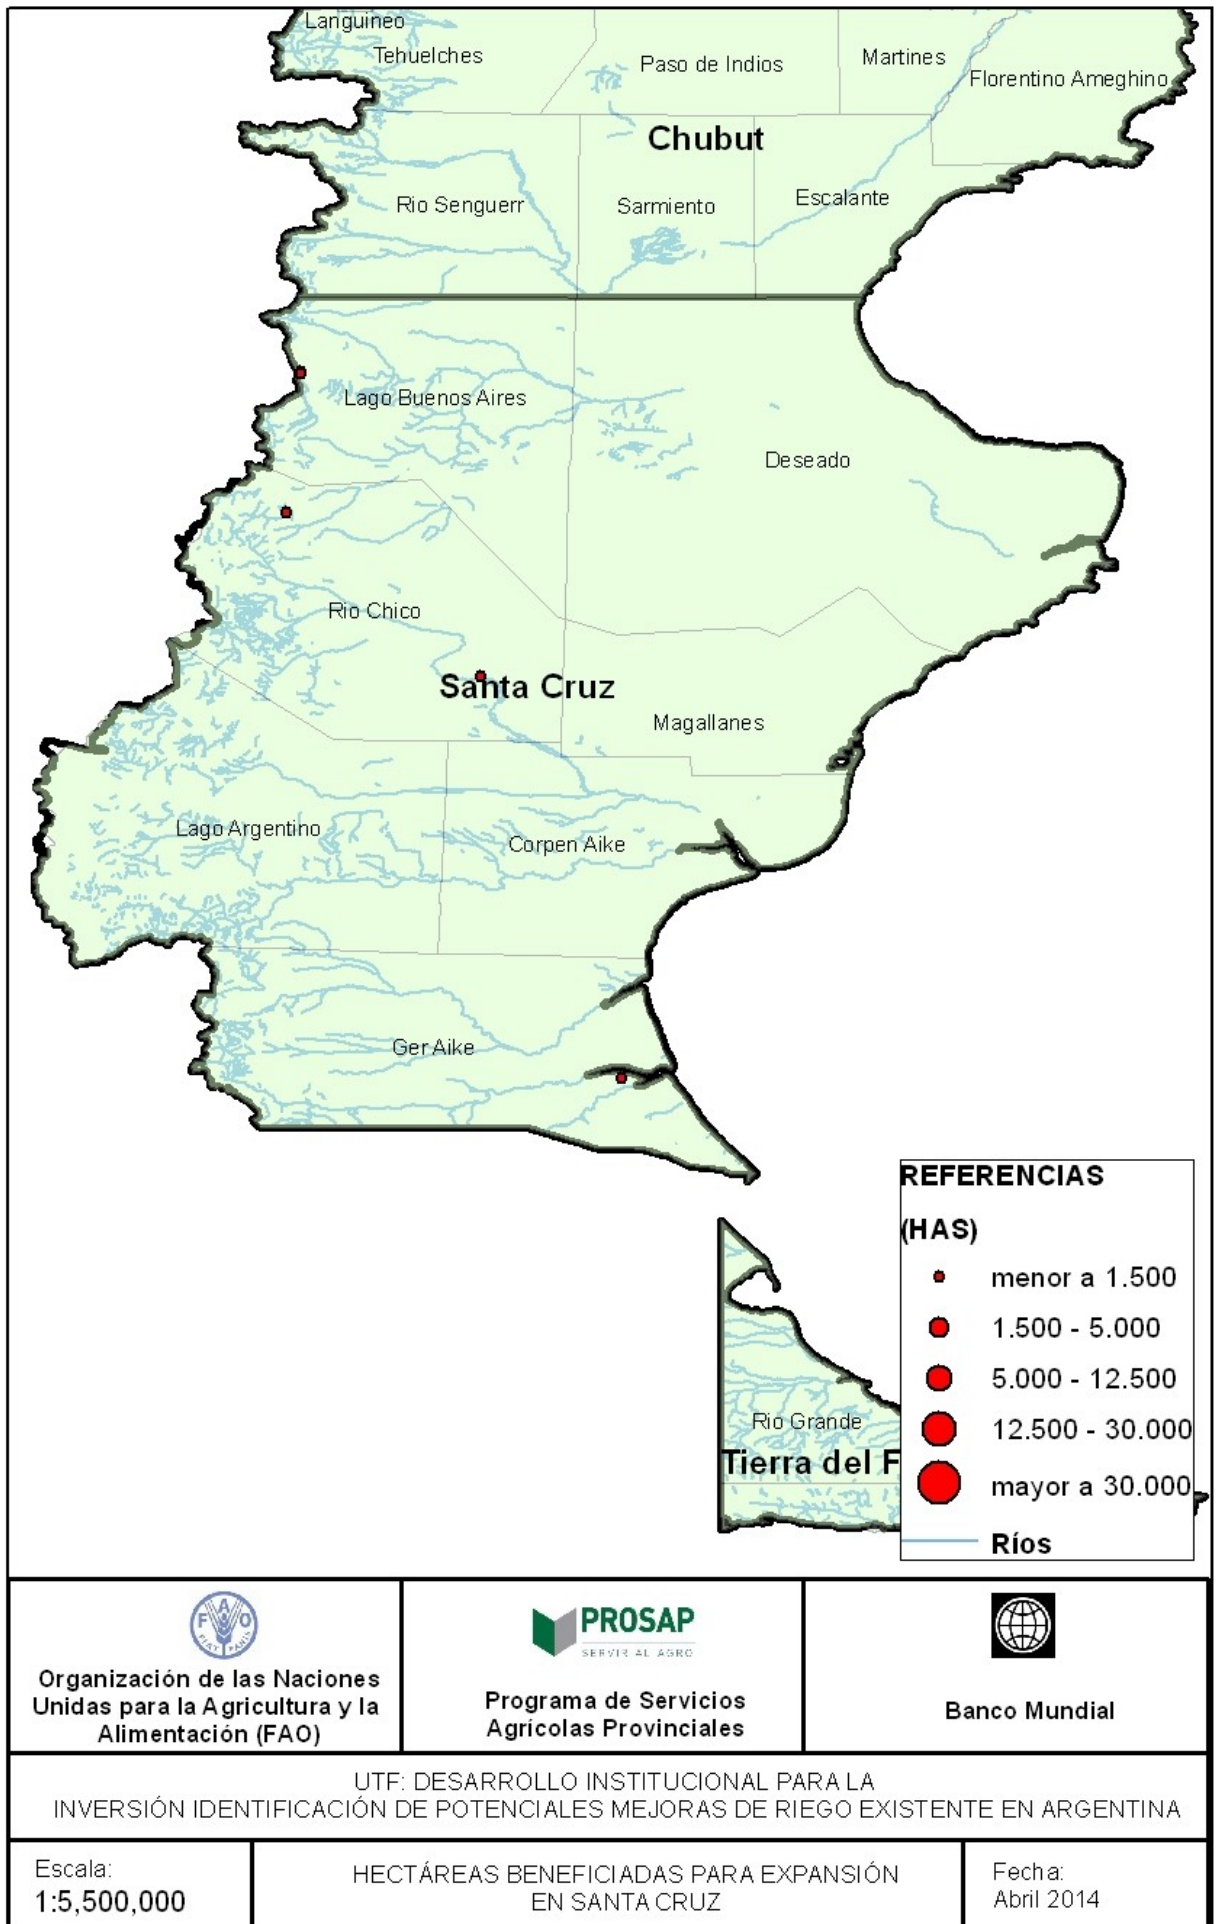 Languineo
Tehuelches
Paso de Indios
Martines
Florentino Ameghino
Chubut
Rio Senguerr
Sarmiento
Escalante
Lago Buenos Aires
Deseado
Rio Chico
Santa Cruz
Magallanes
Lago Argentino
Corpen Aike
Ger Aike
REFERENCIAS
(HAS)
menor a 1.500
1.500 - 5.000
5.000 - 12.500
12.500 - 30.000
mayor a 30.000
Ríos
Rio Grande
Tierra del F
FAO
FIAT PANIS
Organización de las Naciones
Unidas para la Agricultura y la
Alimentación (FAO)
PROSAP
SERVIR AL AGRO
Programa de Servicios
Agrícolas Provinciales
Banco Mundial
UTF: DESARROLLO INSTITUCIONAL PARA LA
INVERSIÓN IDENTIFICACIÓN DE POTENCIALES MEJORAS DE RIEGO EXISTENTE EN ARGENTINA
Escala:
1:5,500,000
HECTÁREAS BENEFICIADAS PARA EXPANSIÓN
EN SANTA CRUZ
Fecha:
Abril 2014